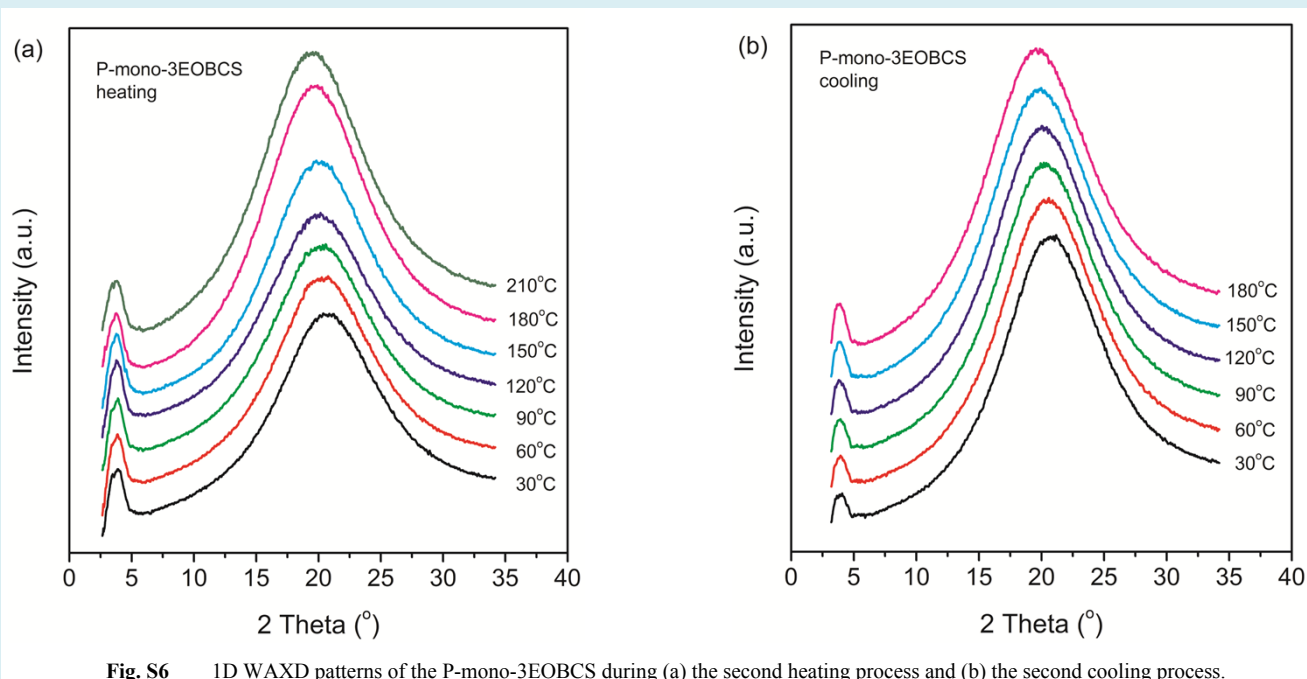 (a)
P-mono-3EOBCS
heating
Intensity (a.u.)
210°C
180°C
150°C
120°C
90°C
60°C
30°C
0 5 10 15 20 25 30 35 40
2 Theta (°)
(b)
P-mono-3EOBCS
cooling
Intensity (a.u.)
180°C
150°C
120°C
90°C
60°C
30°C
0 5 10 15 20 25 30 35 40
2 Theta (°)
Fig. S6 1D WAXD patterns of the P-mono-3EOBCS during (a) the second heating process and (b) the second cooling process.